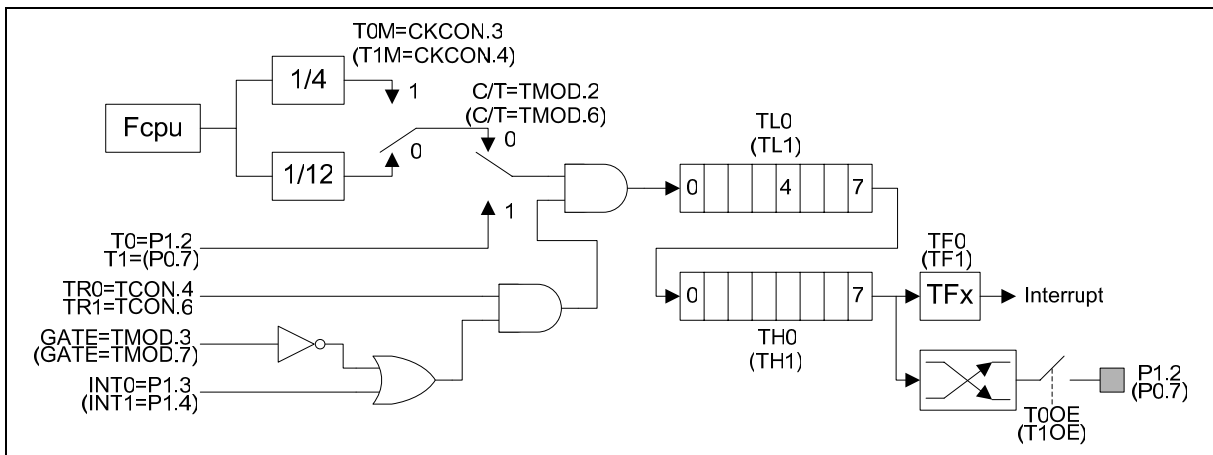 T0M=CKCON.3
(T1M=CKCON.4)
1/4
1
C/T=TMOD.2
(C/T=TMOD.6)
Fcpu
0
0
TL0
(TL1)
1/12
0 4 7
1
T0=P1.2
T1=(P0.7)
TF0
(TF1)
TR0=TCON.4
TR1=TCON.6
0 7
TFx
Interrupt
GATE=TMOD.3
(GATE=TMOD.7)
TH0
(TH1)
INT0=P1.3
(INT1=P1.4)
P1.2
(P0.7)
T0OE
(T1OE)